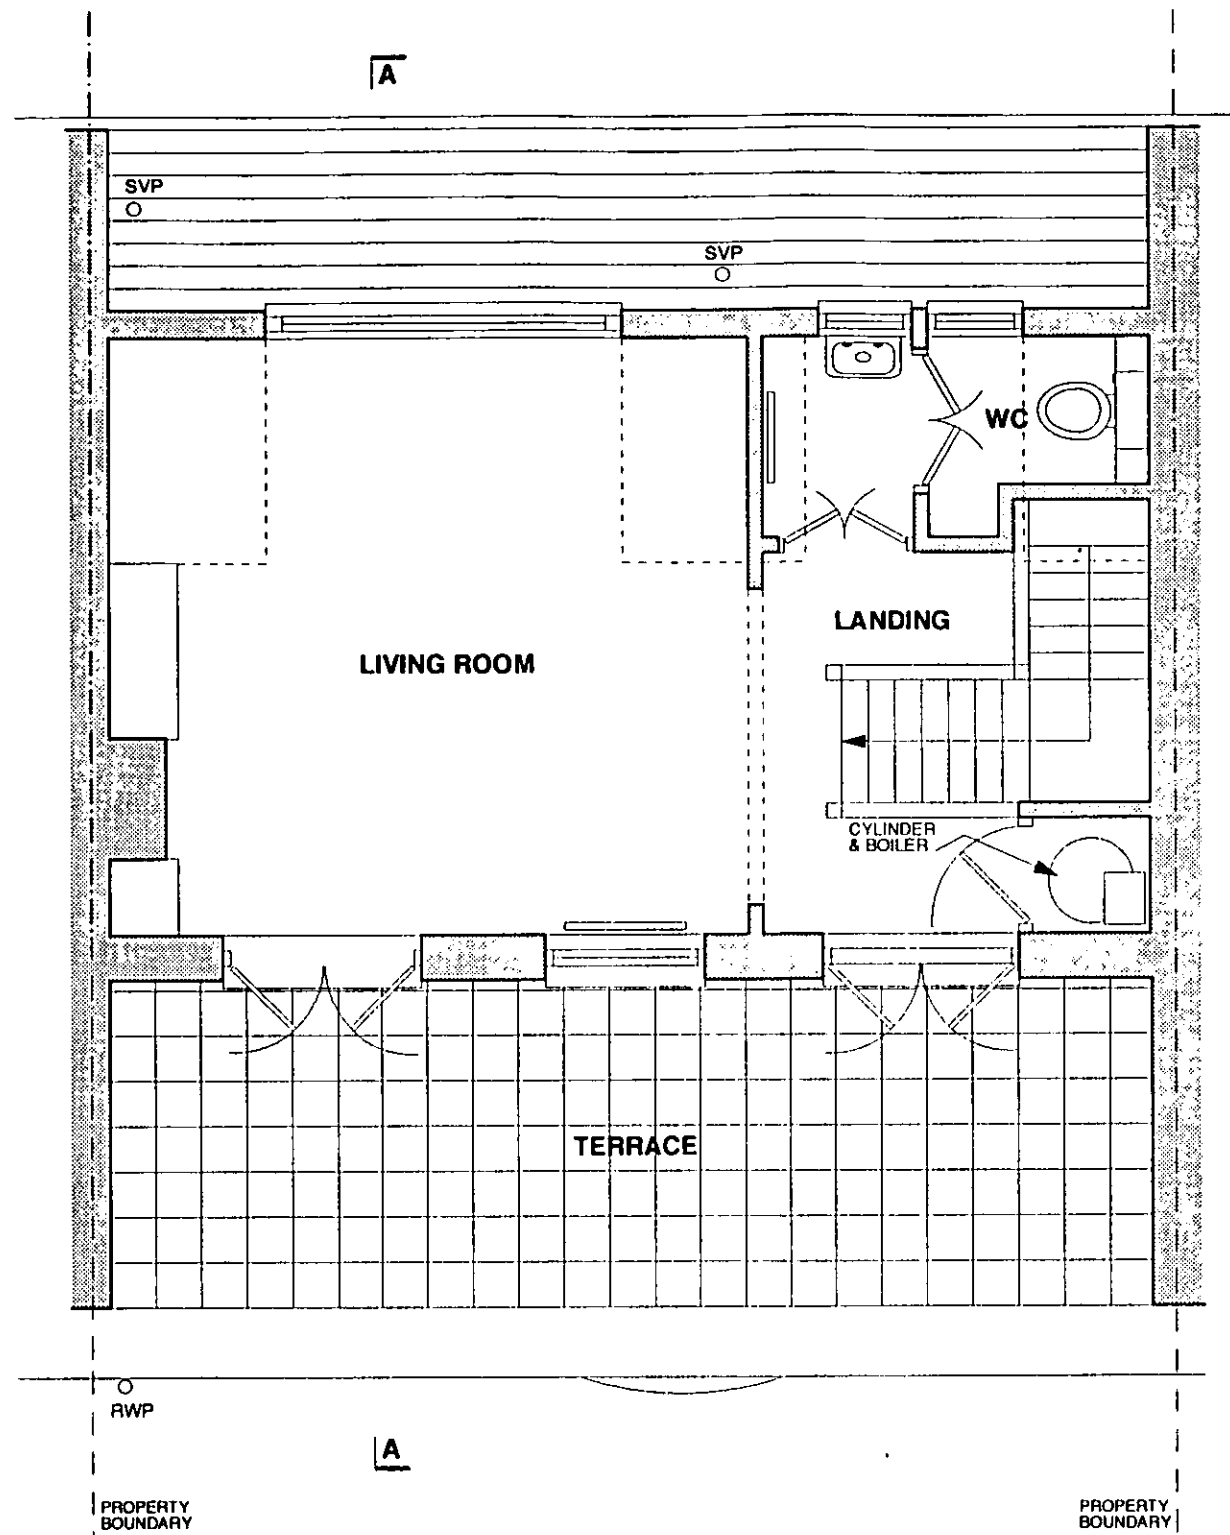 A
SVP
SVP
WC
LANDING
LIVING ROOM
CYLINDER
& BOILER
TERRACE
RWP
A
PROPERTY
BOUNDARY
PROPERTY
BOUNDARY